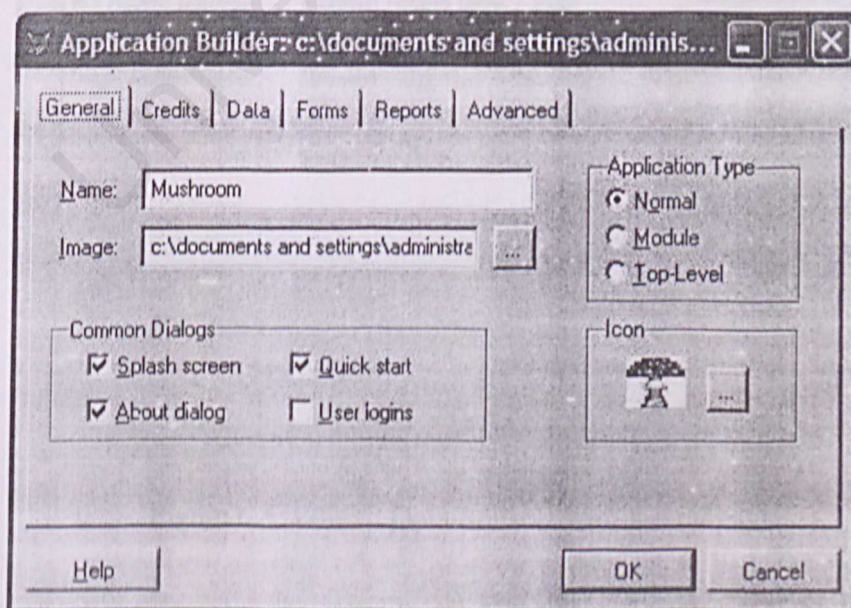 Application Builder: c:\documents and settings\adminis...
General Credits Data Forms Reports Advanced
Name: Mushroom
Image: c:\documents and settings\administra ...
Application Type
Normal
Module
Top-Level
Common Dialogs
Splash screen
Quick start
About dialog
User logins
Icon
...
Help
OK
Cancel